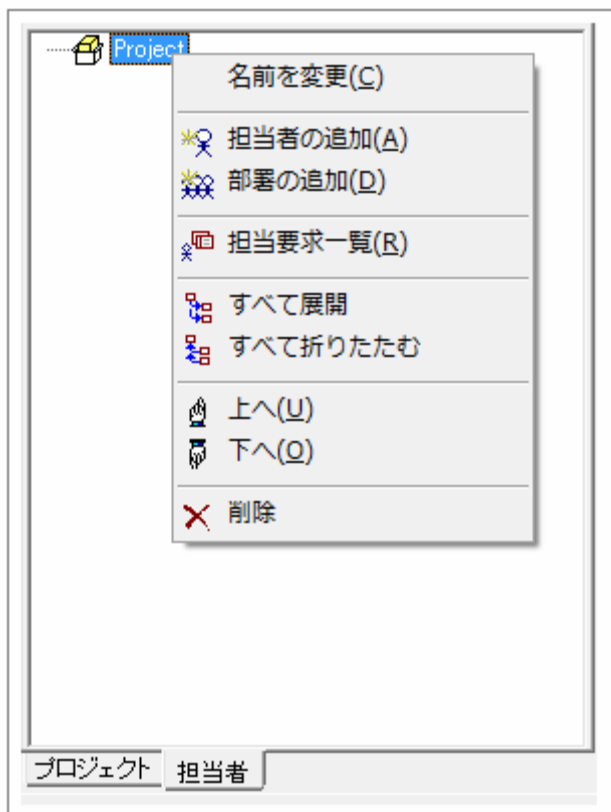 Project
名前を変更(C)
担当者の追加(A)
部署の追加(D)
担当要求一覧(R)
すべて展開
すべて折りたたむ
上へ(U)
下へ(O)
削除
プロジェクト 担当者